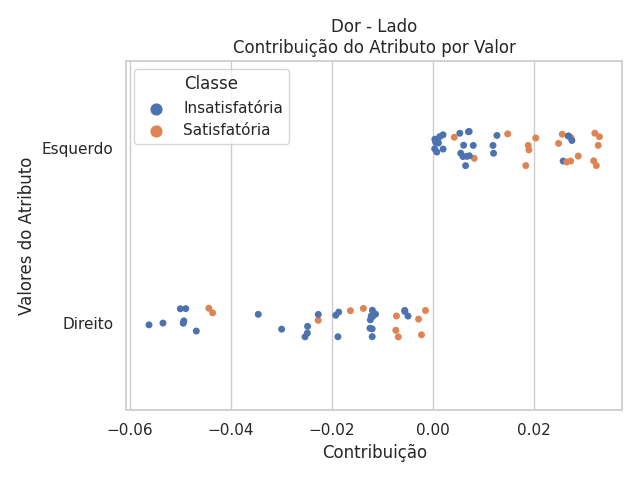 Dor - Lado
Contribuição do Atributo por Valor
Classe
Insatisfatória
Satisfatória
Valores do Atributo
Esquerdo
Direito
−0.06
−0.04
−0.02
0.00
0.02
Contribuição